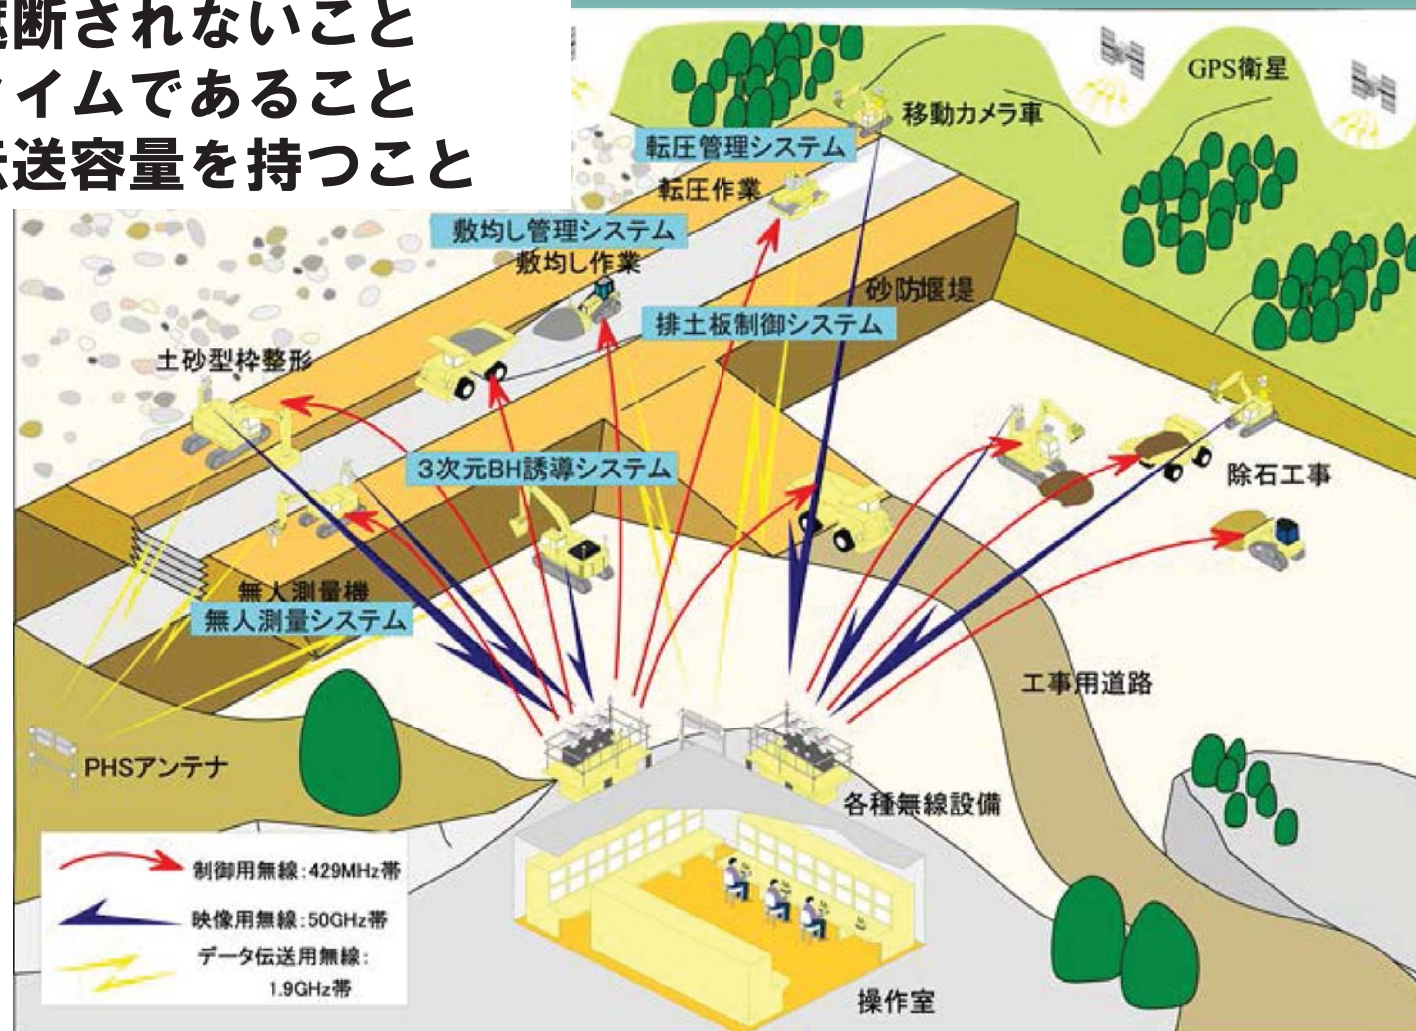 断されないこと
イムであること
送容量を持つこと
GPS衛星
移動カメラ車
転圧管理システム
転圧作業
敷均し管理システム
敷均し作業
砂防堰堤
排土板制御システム
土砂型枠整形
3次元BH誘導システム
除石工事
無人測量機
無人測量システム
工事用道路
PHSアンテナ
各種無線設備
制御用無線:429MHz帯
映像用無線:50GHz帯
データ伝送用無線:
1.9GHz帯
操作室